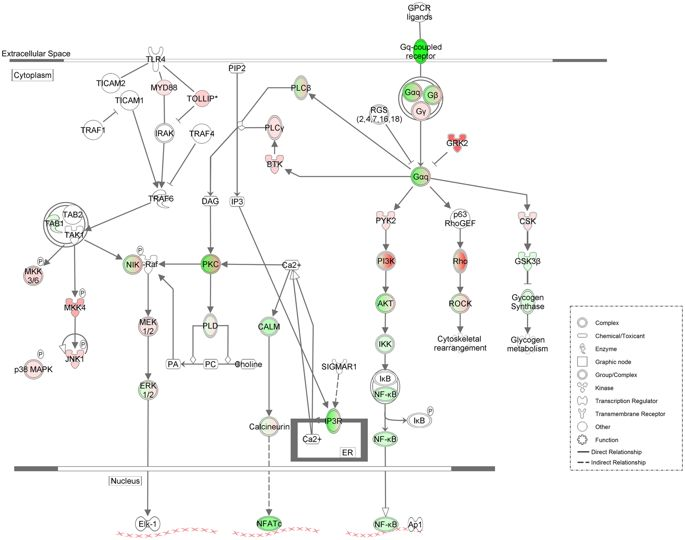 GPCR
ligands
Extracellular Space
TLR4
Gq-coupled
receptor
Cytoplasm
TICAM2
MYD88
PIP2
PLCβ
Gαq
Gβ
TICAM1
TOLLIP*
Gγ
RGS
(2,4,7,16,18)
TRAF1
IRAK
TRAF4
PLCγ
GRK2
BTK
Gαq
TRAF6
DAG
IP3
TAB2
TAB1
TAK1
PYK2
p63
RhoGEF
CSK
MKK
3/6
P
NIK
P
Raf
PKC
Ca2+
PI3K
Rho
GSK3β
MKK4
P
AKT
ROCK
Glycogen
Synthase
MEK
1/2
P
PLD
CALM
JNK1
P
p38 MAPK
P
PA
PC
Choline
SIGMAR1
IKK
Cytoskeletal
rearrangement
Glycogen
metabolism
ERK
1/2
P
IκB
NF-κB
Calcineurin
IP3R
IκB
P
Ca2+
ER
NF-κB
Nucleus
Elk-1
NFATc
NF-κB
Ap1
Complex
Chemical/Toxicant
Enzyme
Graphic node
Group/Complex
Kinase
Transcription Regulator
Transmembrane Receptor
Other
Function
Direct Relationship
Indirect Relationship